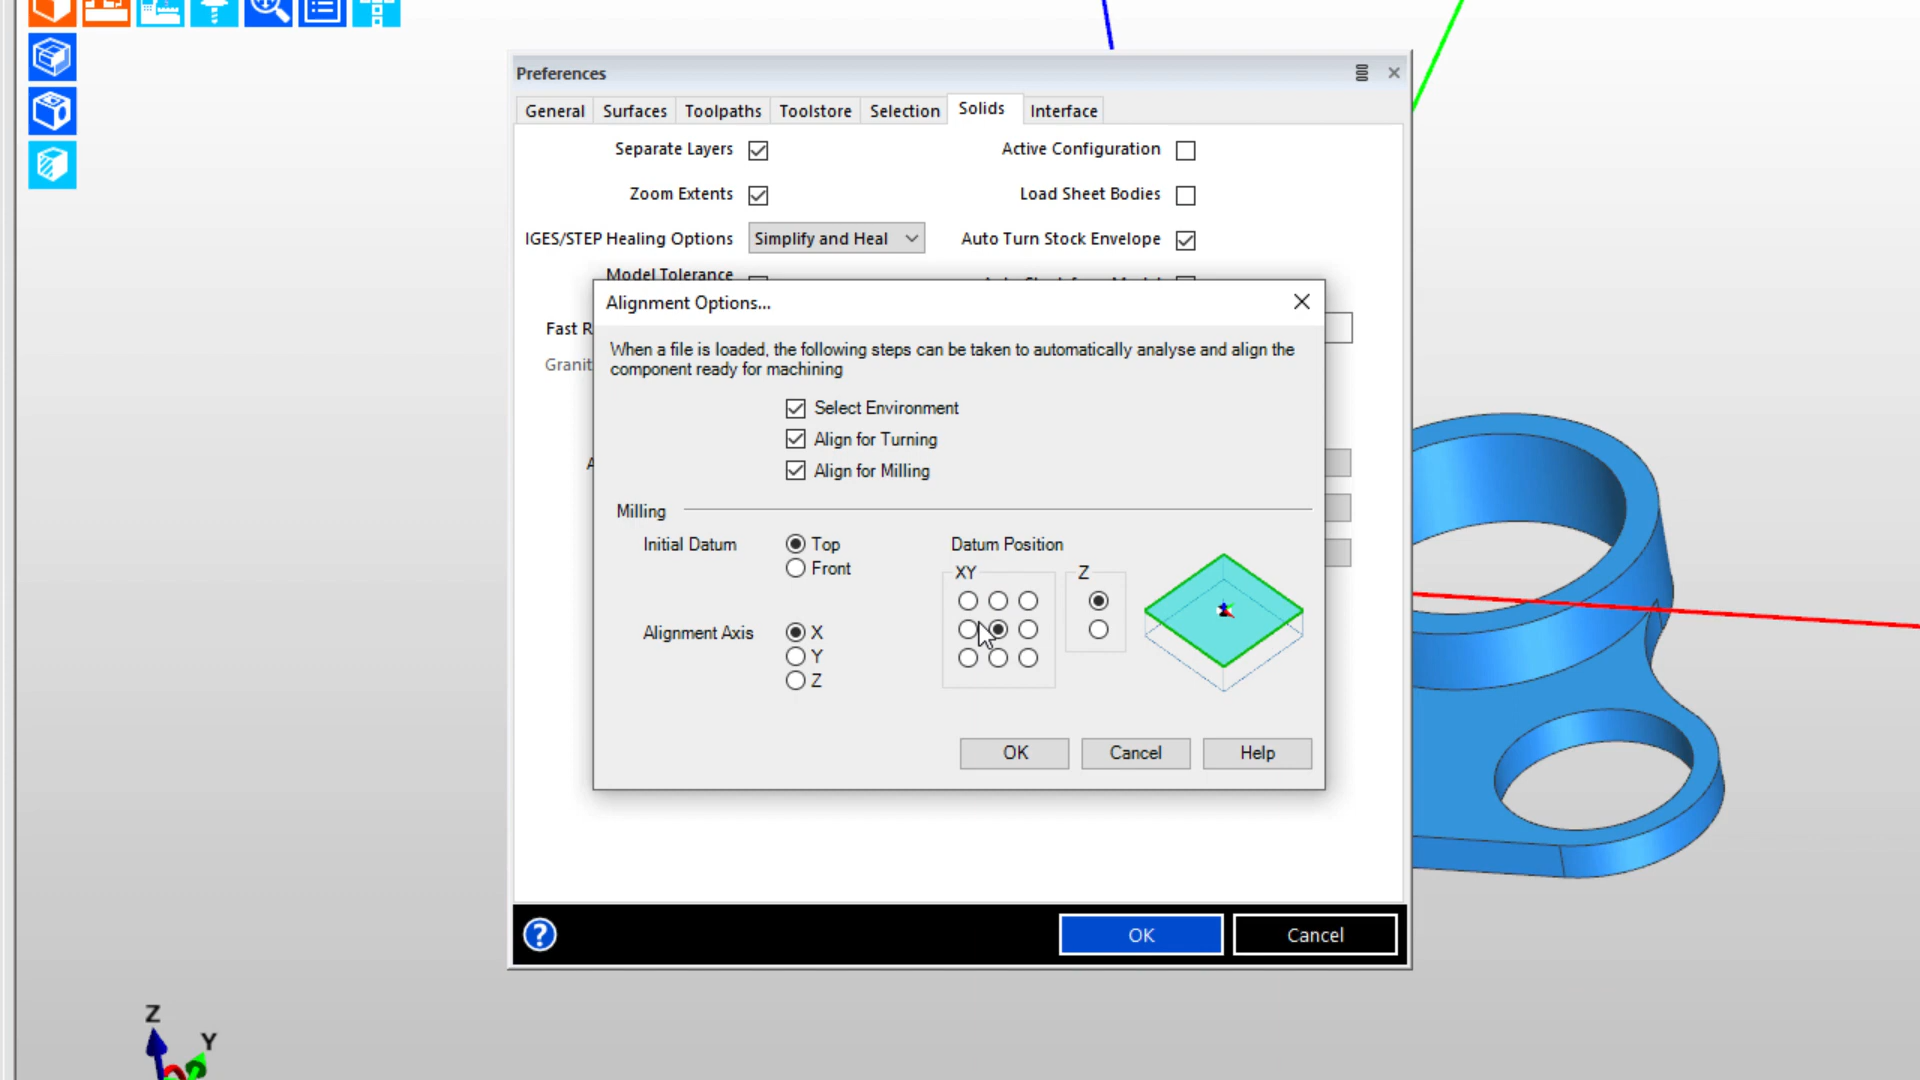 Preferences
General Surfaces Toolpaths Toolstore Selection Solids Interface
Separate Layers Active Configuration
Zoom Extents Load Sheet Bodies
IGES/STEP Healing Options Simplify and Heal Auto Turn Stock Envelope
Model Tolerance
Alignment Options...
Fast R
When a file is loaded, the following steps can be taken to automatically analyse and align the
Granit
component ready for machining
Select Environment
Align for Turning
A
Align for Milling
Milling
Initial Datum Top Datum Position
Front XY Z
Alignment Axis X
Y
Z
OK Cancel Help
? OK Cancel
Z
Y